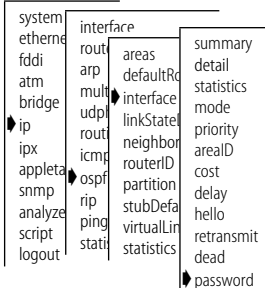 system
etherne
fddi
atm
bridge
ip
ipx
appleta
snmp
analyze
script
logout
interface
rout
arp
mult
udph
routi
icmp
ospf
rip
ping
statis
areas
defaultRo
interface
linkStateD
neighbor
routerID
partition
stubDefa
virtualLin
statistics
summary
detail
statistics
mode
priority
areaID
cost
delay
hello
retransmit
dead
password